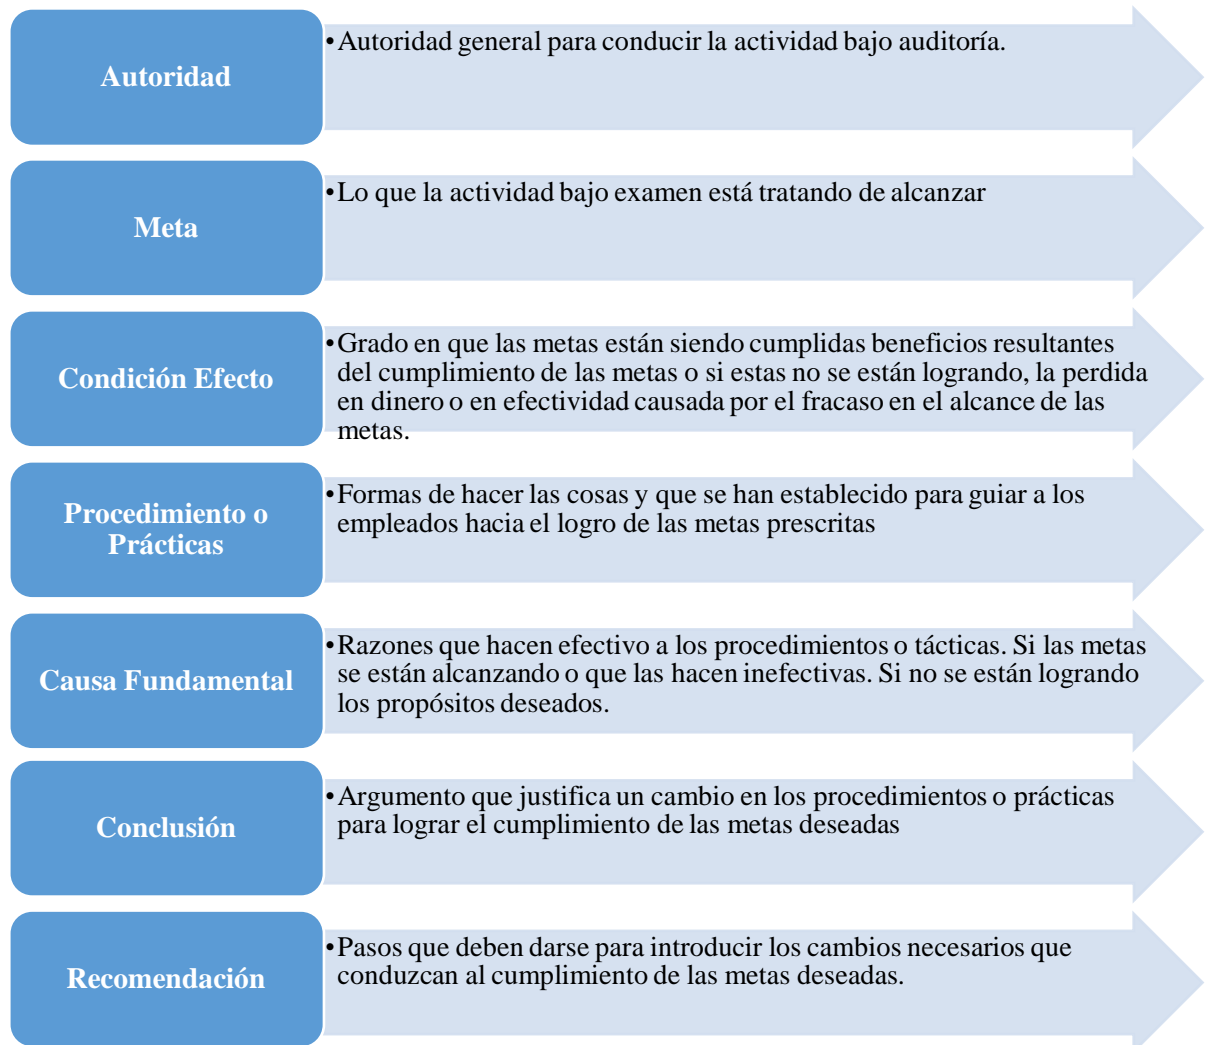 Autoridad
•Autoridad general para conducir la actividad bajo auditoría.
Meta
•Lo que la actividad bajo examen está tratando de alcanzar
Condición Efecto
•Grado en que las metas están siendo cumplidas beneficios resultantes
del cumplimiento de las metas o si estas no se están logrando, la perdida
en dinero o en efectividad causada por el fracaso en el alcance de las
metas.
Procedimiento o
Prácticas
•Formas de hacer las cosas y que se han establecido para guiar a los
empleados hacia el logro de las metas prescritas
Causa Fundamental
•Razones que hacen efectivo a los procedimientos o tácticas. Si las metas
se están alcanzando o que las hacen inefectivas. Si no se están logrando
los propósitos deseados.
Conclusión
•Argumento que justifica un cambio en los procedimientos o prácticas
para lograr el cumplimiento de las metas deseadas
Recomendación
•Pasos que deben darse para introducir los cambios necesarios que
conduzcan al cumplimiento de las metas deseadas.